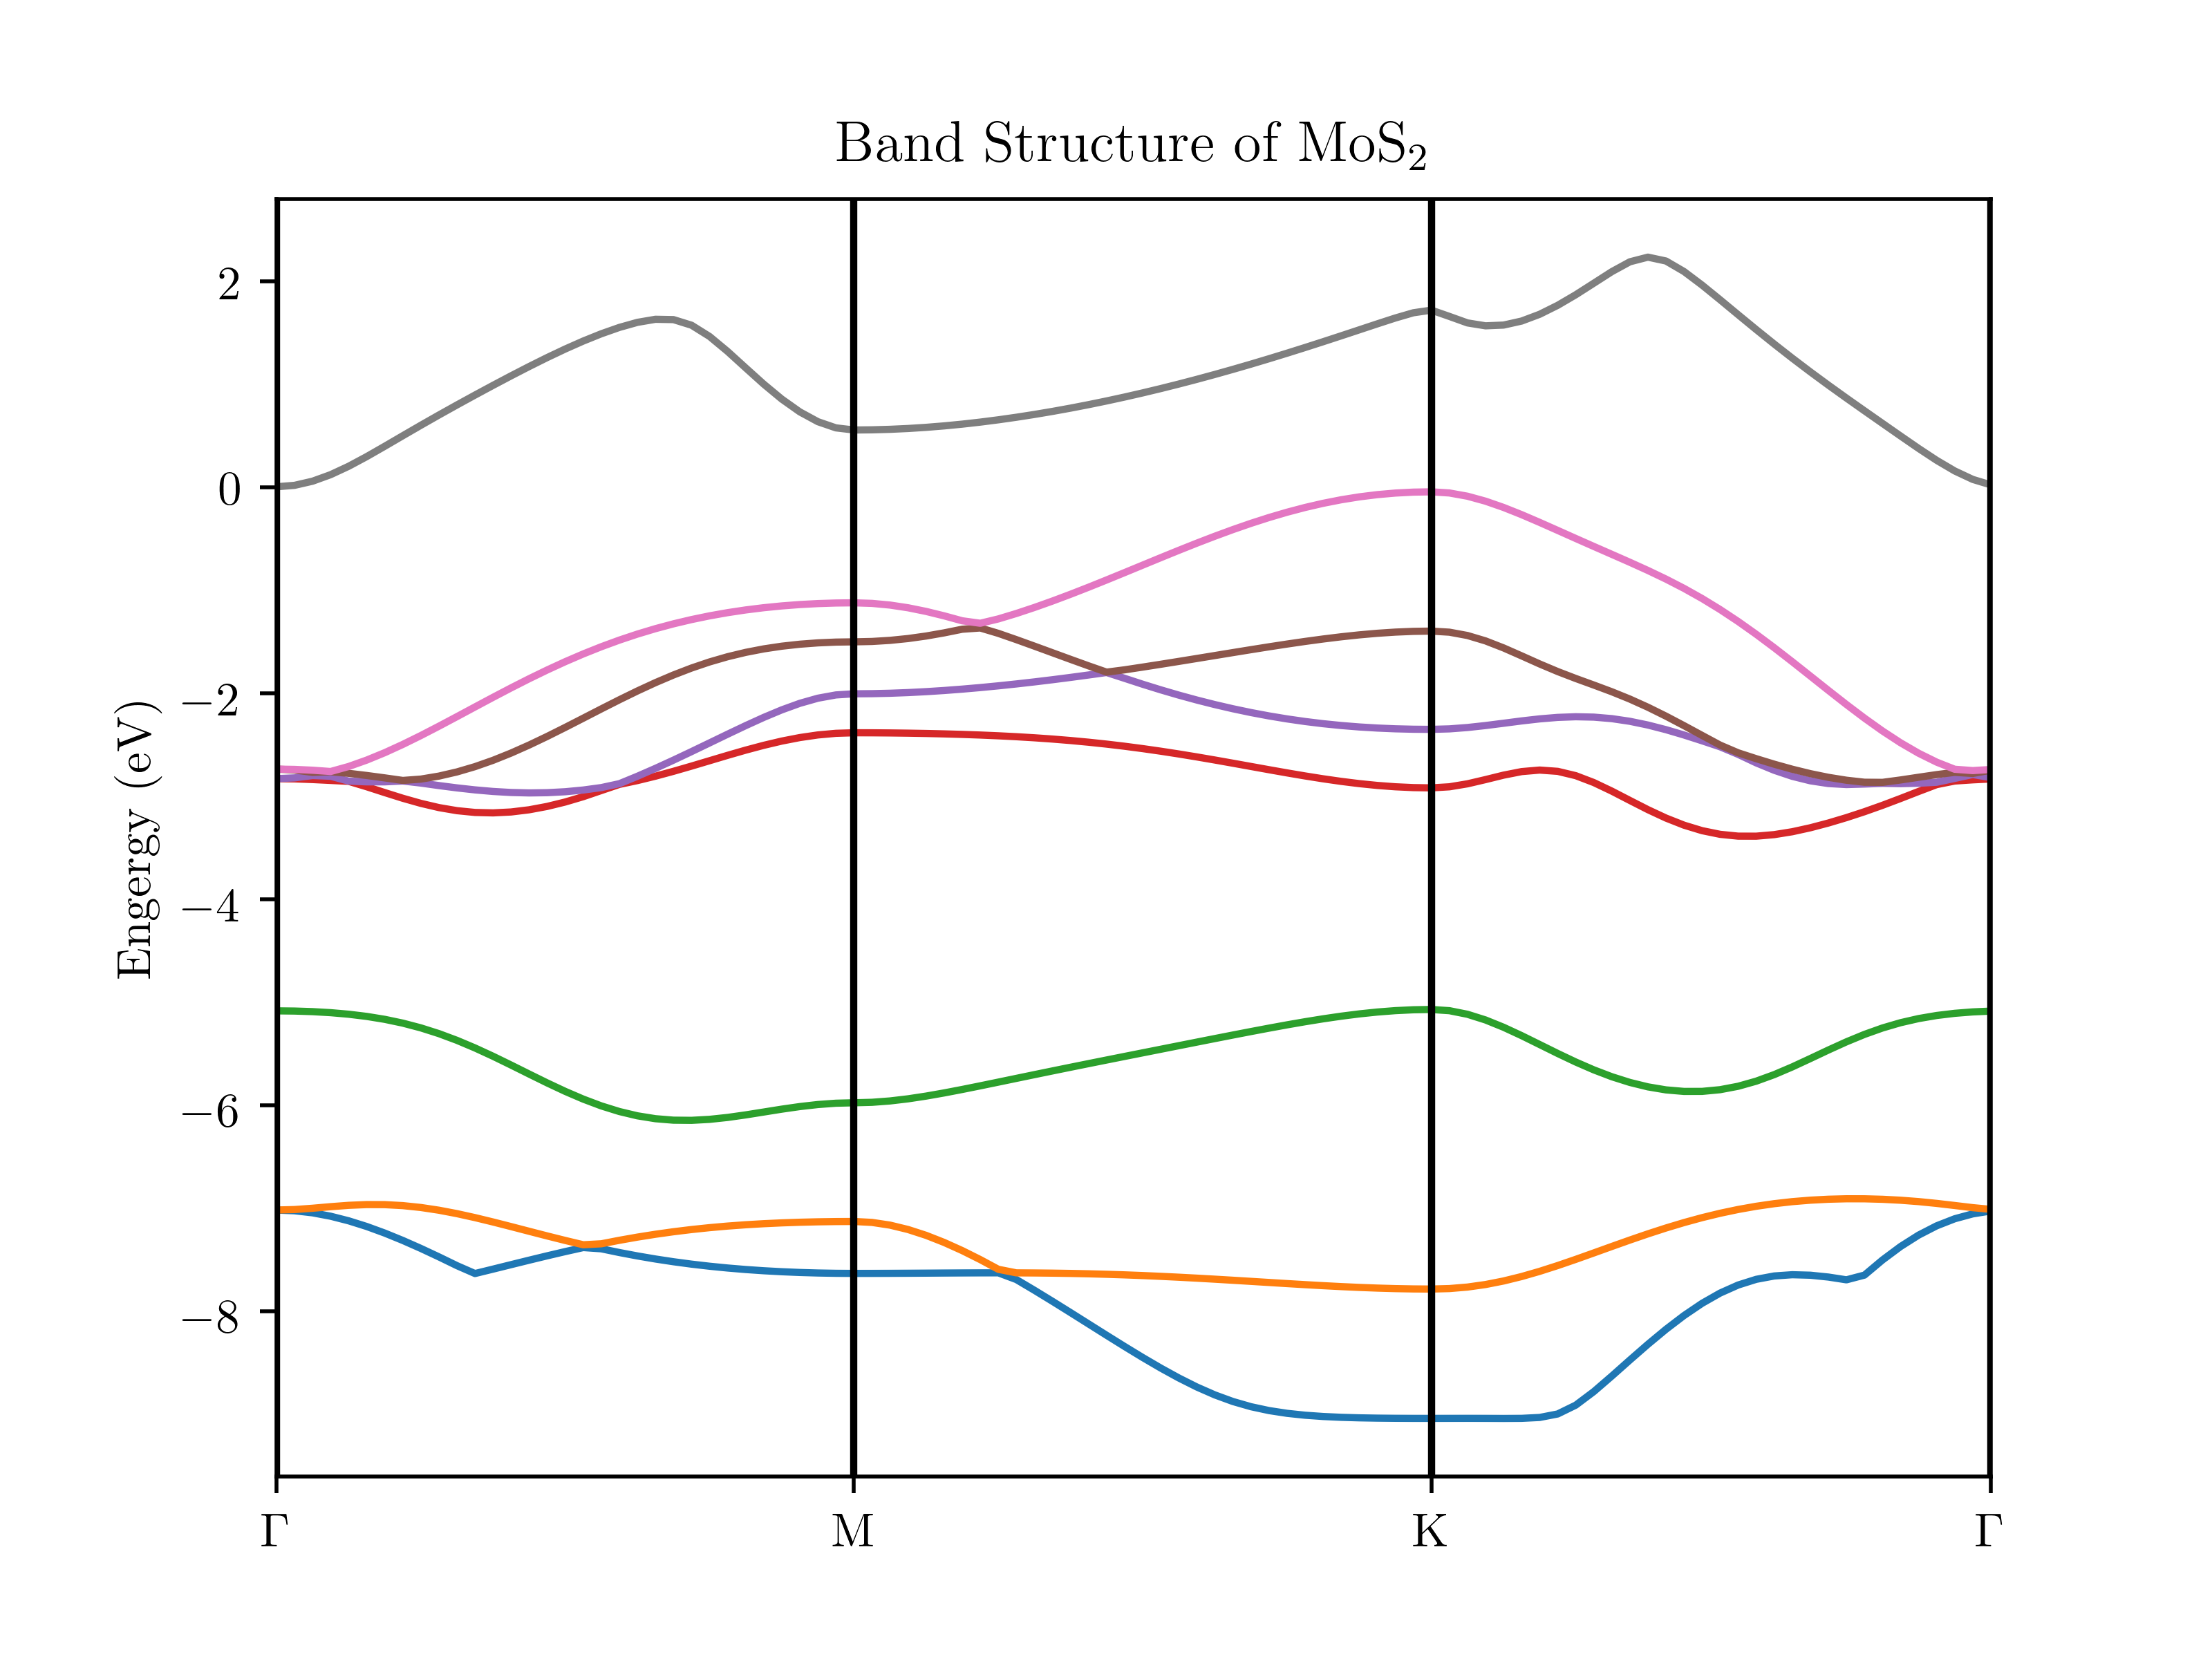 Band Structure of MoS₂
Engergy (eV)
2
0
−2
−4
−6
−8
Γ M K Γ